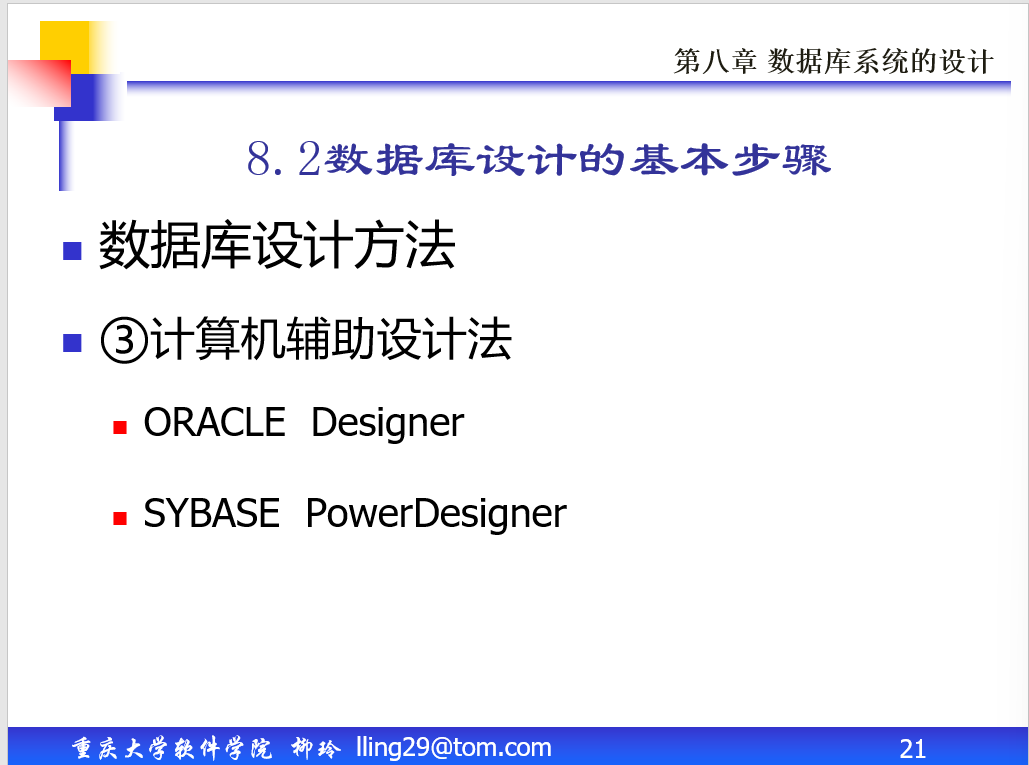 第八章 数据库系统的设计
8.2数据库设计的基本步骤
数据库设计方法
③计算机辅助设计法
ORACLE Designer
SYBASE PowerDesigner
重庆大学软件学院 柳玲 lling29@tom.com 21